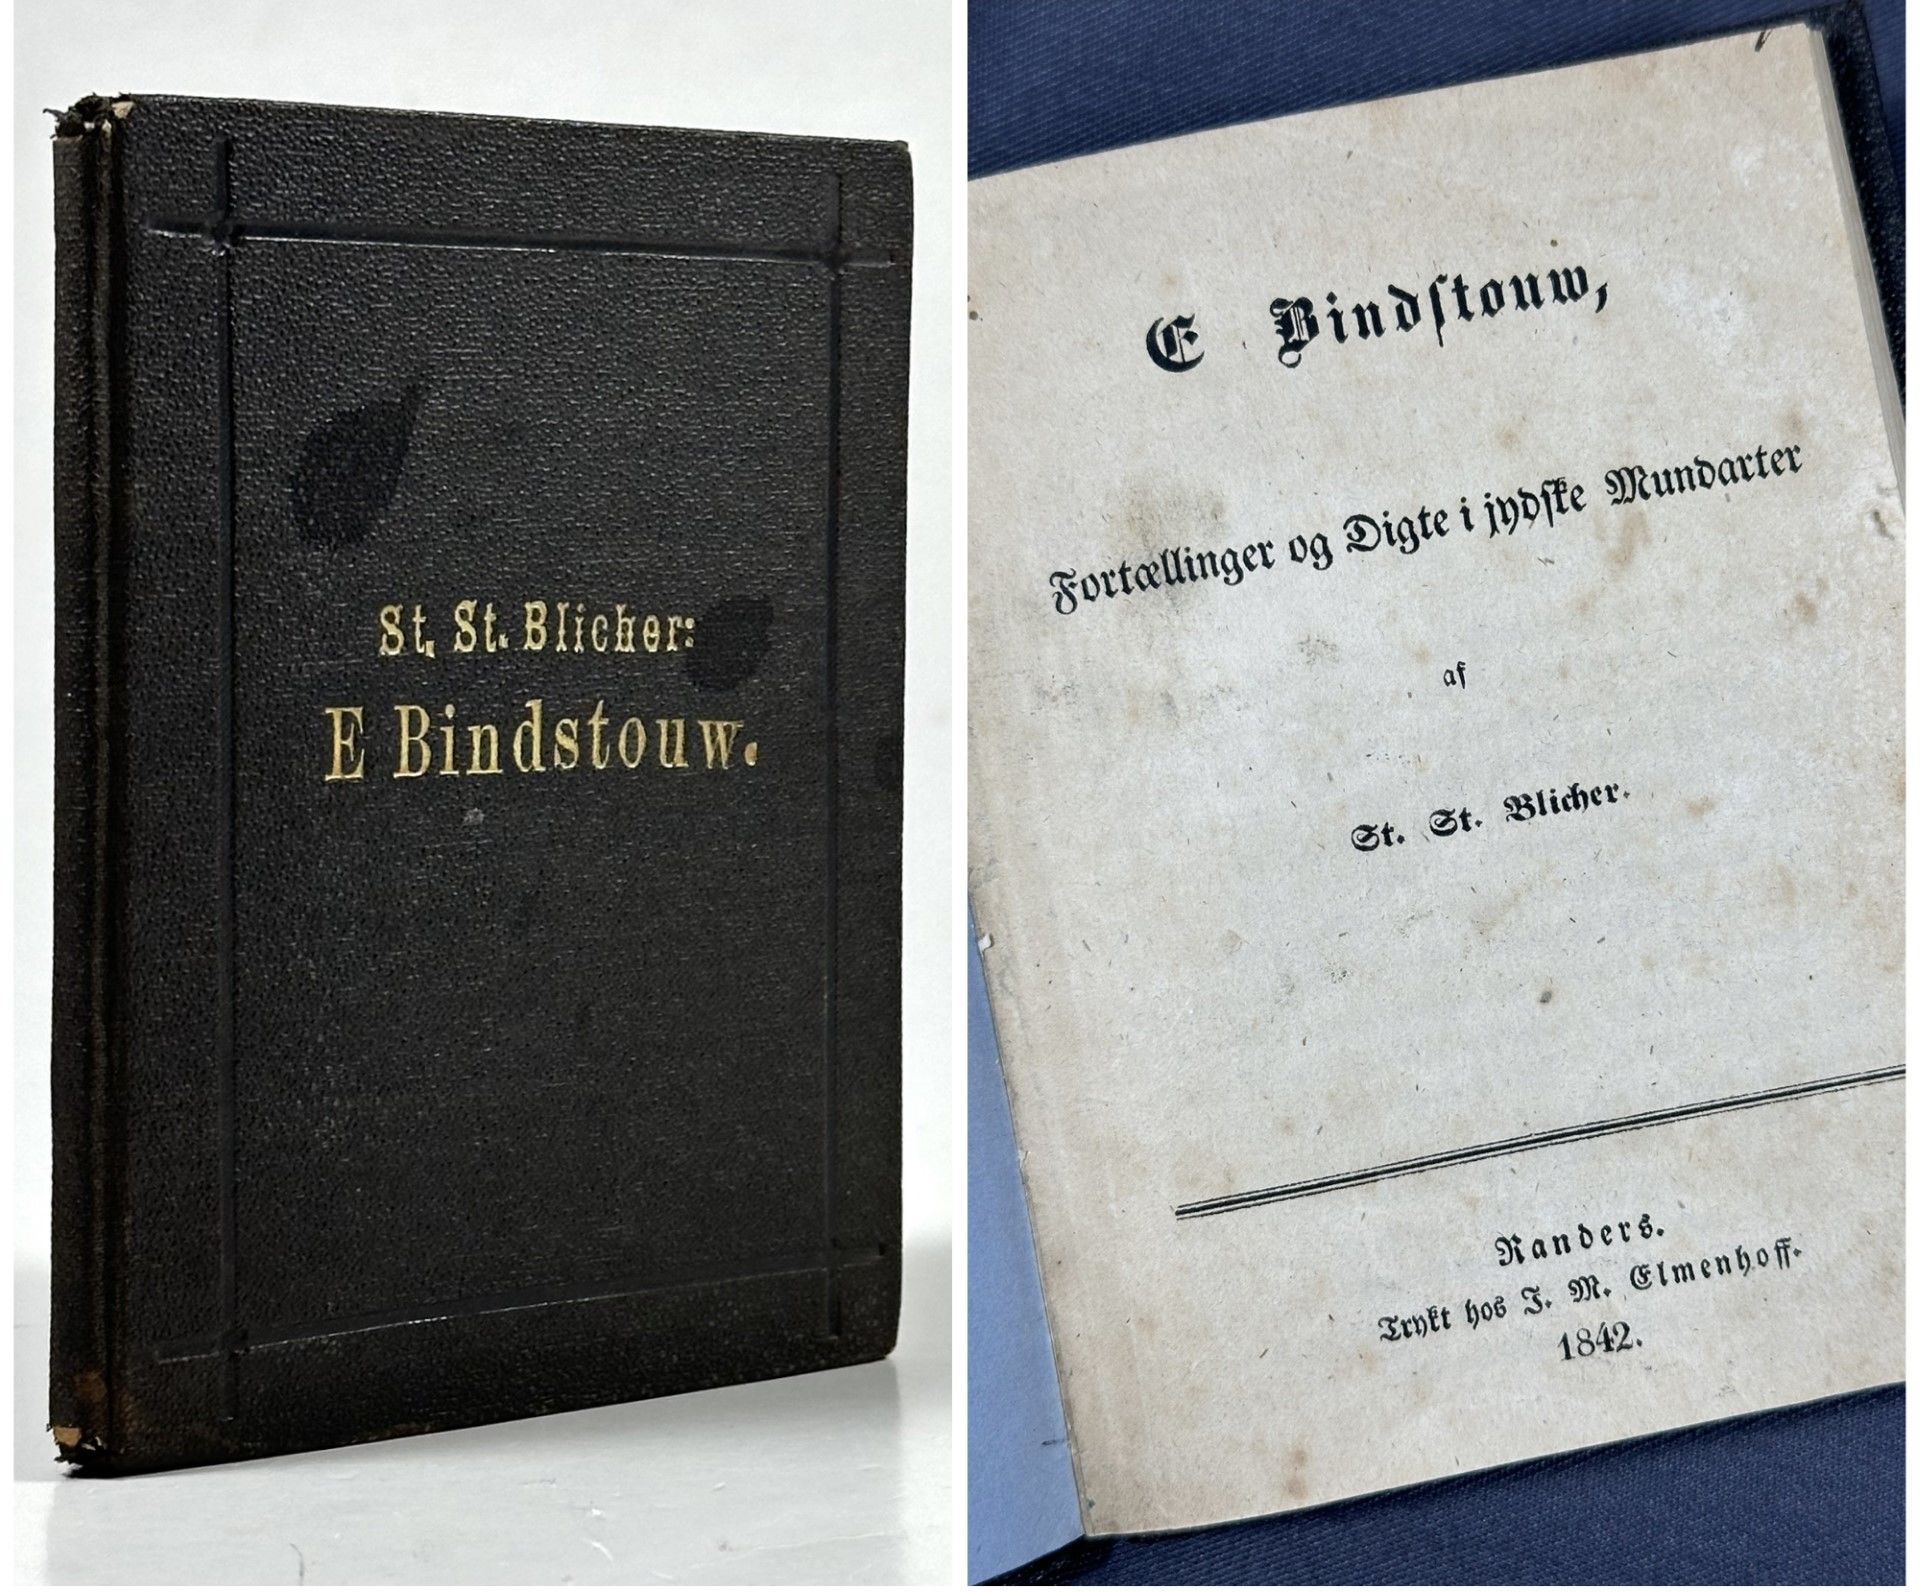 St. St. Blicher:
E Bindstouw.
E Bindſtouw,
Fortællinger og Digte i jydſke Mundarter
af
St. St. Blicher.
Randers.
Trykt hos J. M. Elmenhoff.
1842.